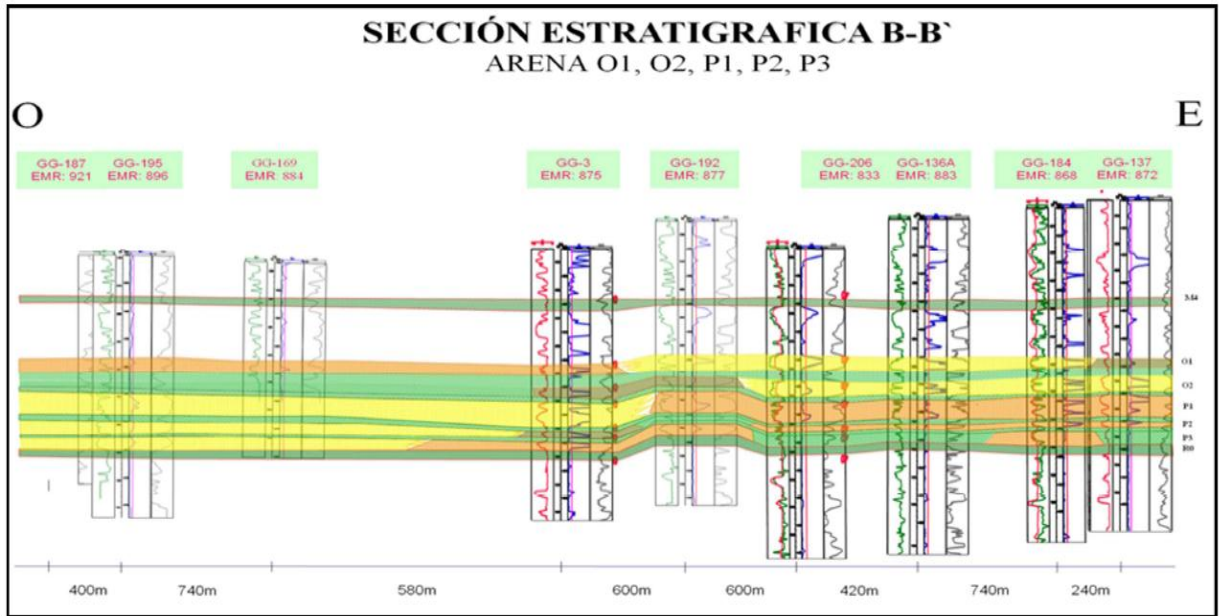 SECCIÓN ESTRATIGRAFICA B-B`
ARENA O1, O2, P1, P2, P3
O E
GG-187 GG-195 GG-169 GG-3 GG-192 GG-206 GG-136A GG-184 GG-137
EMR: 921 EMR: 896 EMR: 884 EMR: 875 EMR: 877 EMR: 833 EMR: 883 EMR: 868 EMR: 872
M4
O1
O2
P1
P2
P3
R0
400m 740m 580m 600m 600m 420m 740m 240m